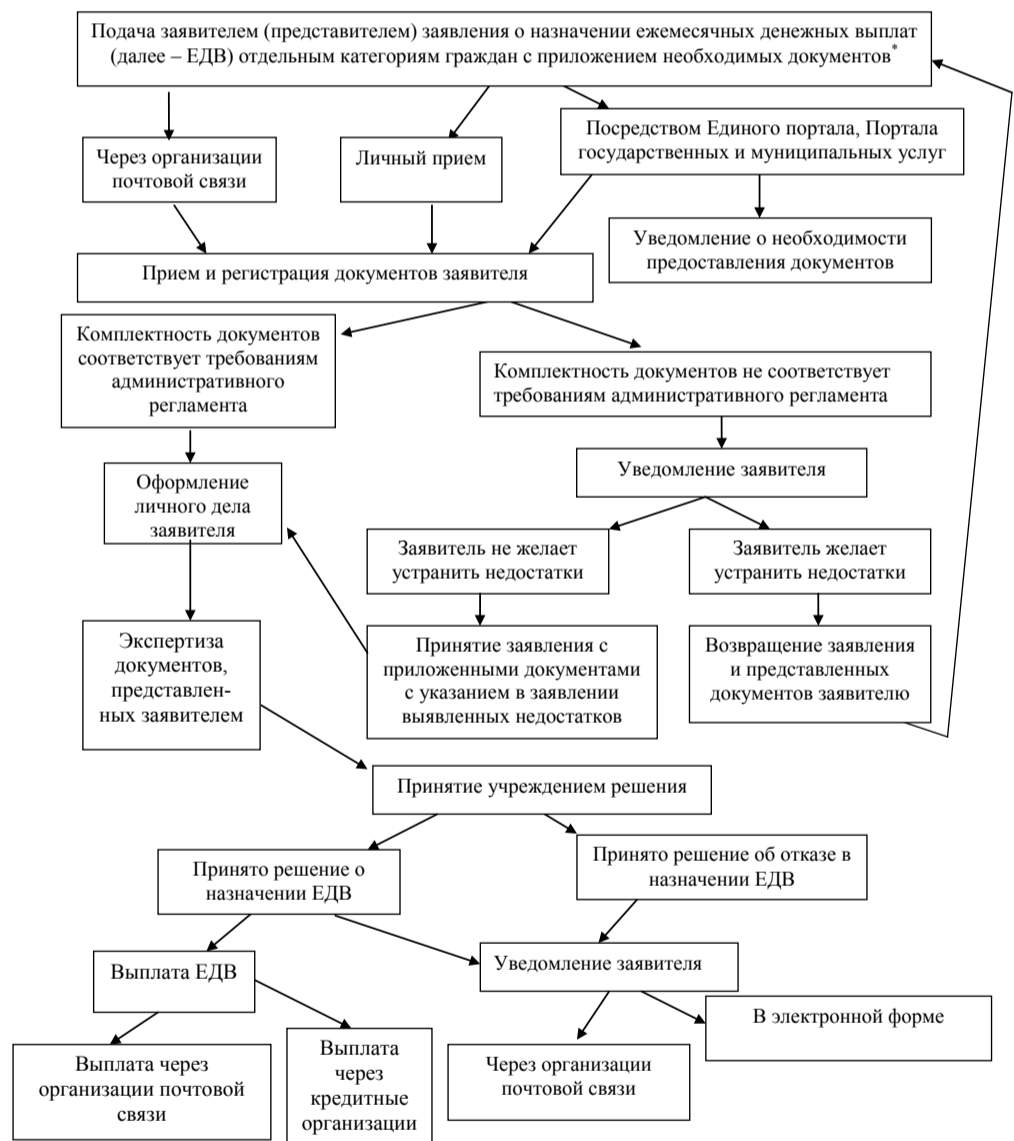 Подача заявителем (представителем) заявления о назначении ежемесячных денежных выплат
(далее – ЕДВ) отдельным категориям граждан с приложением необходимых документов*
Через организации
почтовой связи
Личный прием
Посредством Единого портала, Портала
государственных и муниципальных услуг
Уведомление о необходимости
предоставления документов
Прием и регистрация документов заявителя
Комплектность документов
соответствует требованиям
административного
регламента
Комплектность документов не соответствует
требованиям административного регламента
Уведомление заявителя
Оформление
личного дела
заявителя
Заявитель не желает
устранить недостатки
Заявитель желает
устранить недостатки
Экспертиза
документов,
представлен-
ных заявителем
Принятие заявления с
приложенными документами
с указанием в заявлении
выявленных недостатков
Возвращение заявления
и представленных
документов заявителю
Принятие учреждением решения
Принято решение о
назначении ЕДВ
Принято решение об отказе в
назначении ЕДВ
Выплата ЕДВ
Уведомление заявителя
В электронной форме
Выплата через
организации почтовой
связи
Выплата
через
кредитные
организации
Через организации
почтовой связи